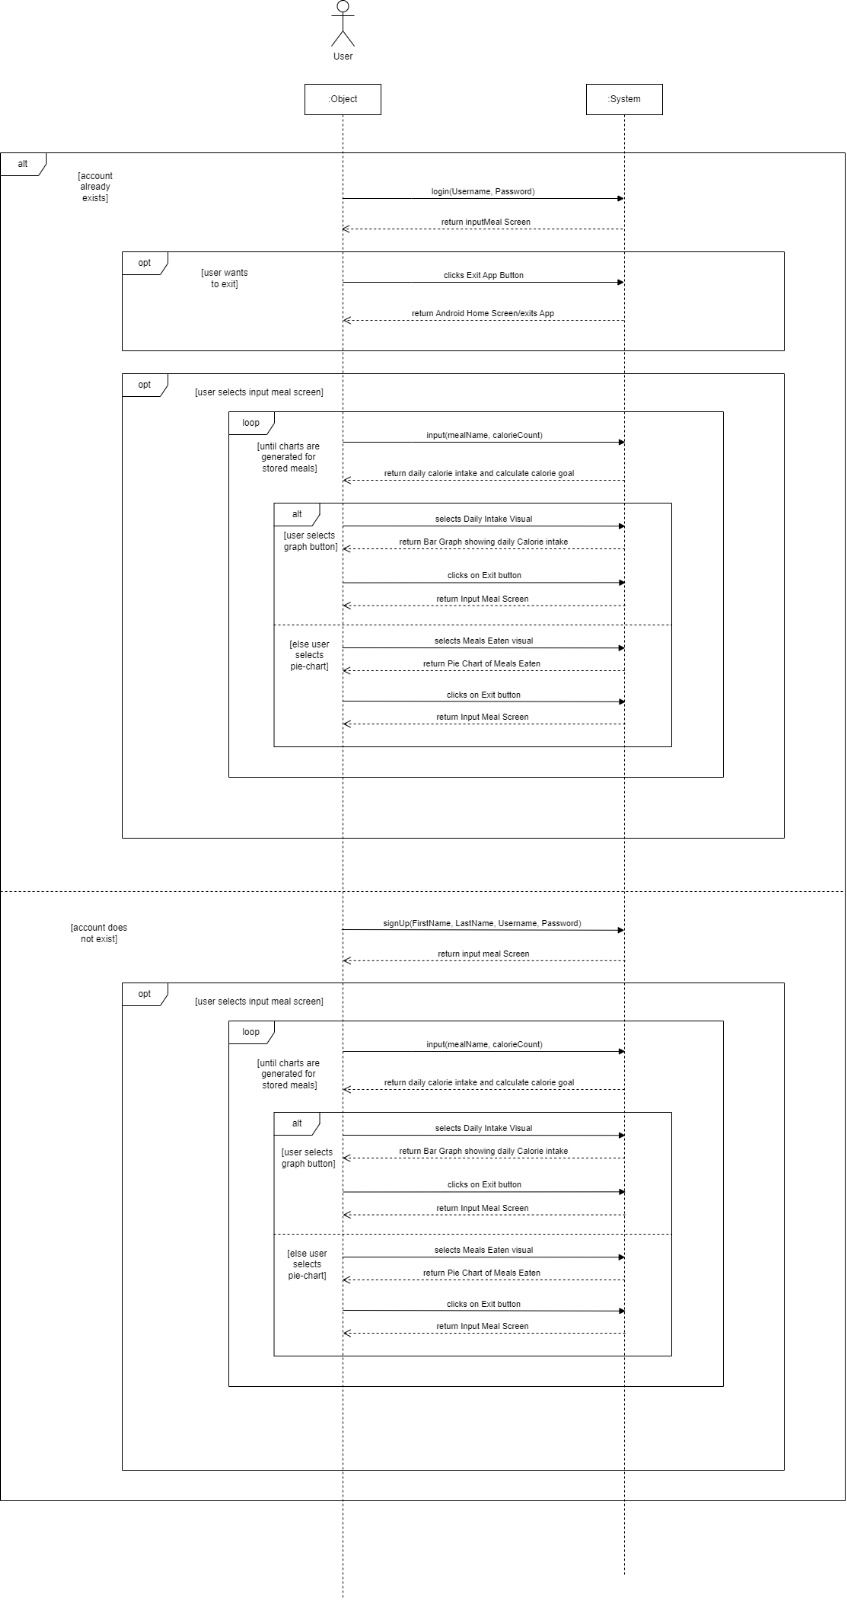 User
:Object
:System
alt
[account
already
exists]
login(Username, Password)
return inputMeal Screen
opt
[user wants
to exit]
clicks Exit App Button
return Android Home Screen/exits App
opt
[user selects input meal screen]
loop
[until charts are
generated for
stored meals]
input(mealName, calorieCount)
return daily calorie intake and calculate calorie goal
alt
[user selects
graph button]
selects Daily Intake Visual
return Bar Graph showing daily Calorie intake
clicks on Exit button
return Input Meal Screen
[else user
selects
pie-chart]
selects Meals Eaten visual
return Pie Chart of Meals Eaten
clicks on Exit button
return Input Meal Screen
[account does
not exist]
signUp(FirstName, LastName, Username, Password)
return input meal Screen
opt
[user selects input meal screen]
loop
[until charts are
generated for
stored meals]
input(mealName, calorieCount)
return daily calorie intake and calculate calorie goal
alt
[user selects
graph button]
selects Daily Intake Visual
return Bar Graph showing daily Calorie intake
clicks on Exit button
return Input Meal Screen
[else user
selects
pie-chart]
selects Meals Eaten visual
return Pie Chart of Meals Eaten
clicks on Exit button
return Input Meal Screen